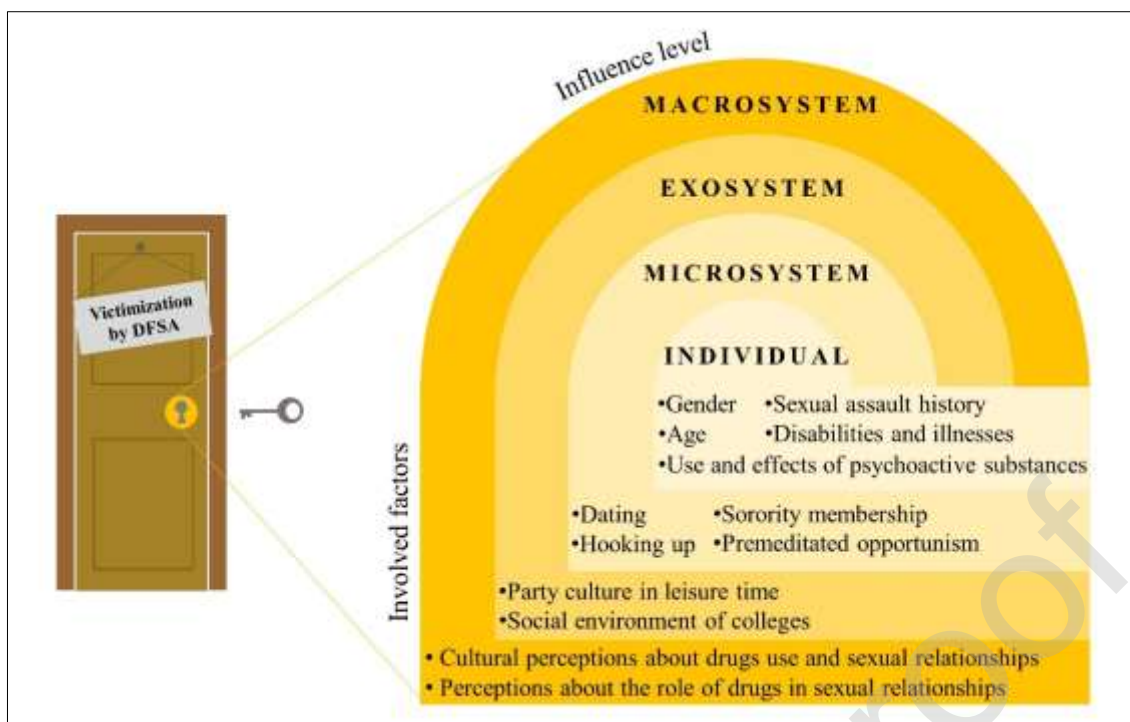 Influence level
MACROSYSTEM
EXOSYSTEM
MICROSYSTEM
INDIVIDUAL
•Gender •Sexual assault history
•Age •Disabilities and illnesses
•Use and effects of psychoactive substances
•Dating •Sorority membership
•Hooking up •Premeditated opportunism
•Party culture in leisure time
•Social environment of colleges
• Cultural perceptions about drugs use and sexual relationships
• Perceptions about the role of drugs in sexual relationships
Involved factors
Victimization
by DFSA
roof